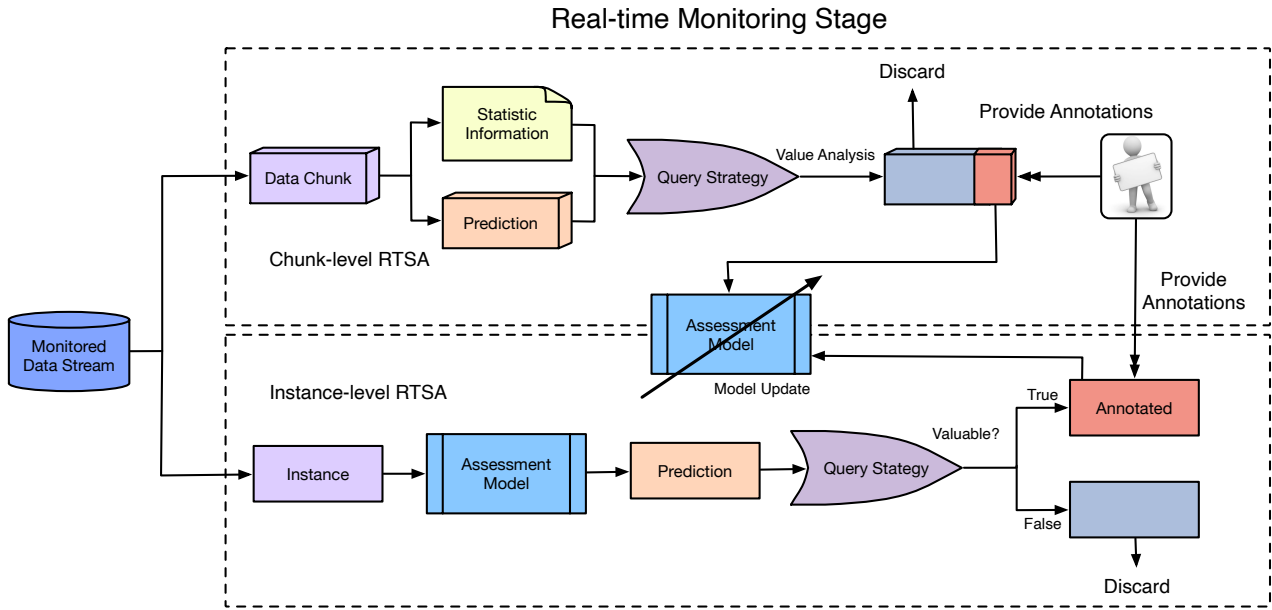 Real-time Monitoring Stage
Discard
Statistic
Information
Provide Annotations
Data Chunk
Query Strategy
Value Analysis
Prediction
Chunk-level RTSA
Provide
Annotations
Monitored
Data Stream
Assessment
Model
Model Update
Instance-level RTSA
True
Annotated
Valuable?
Instance
Assessment
Model
Prediction
Query Stategy
False
Discard